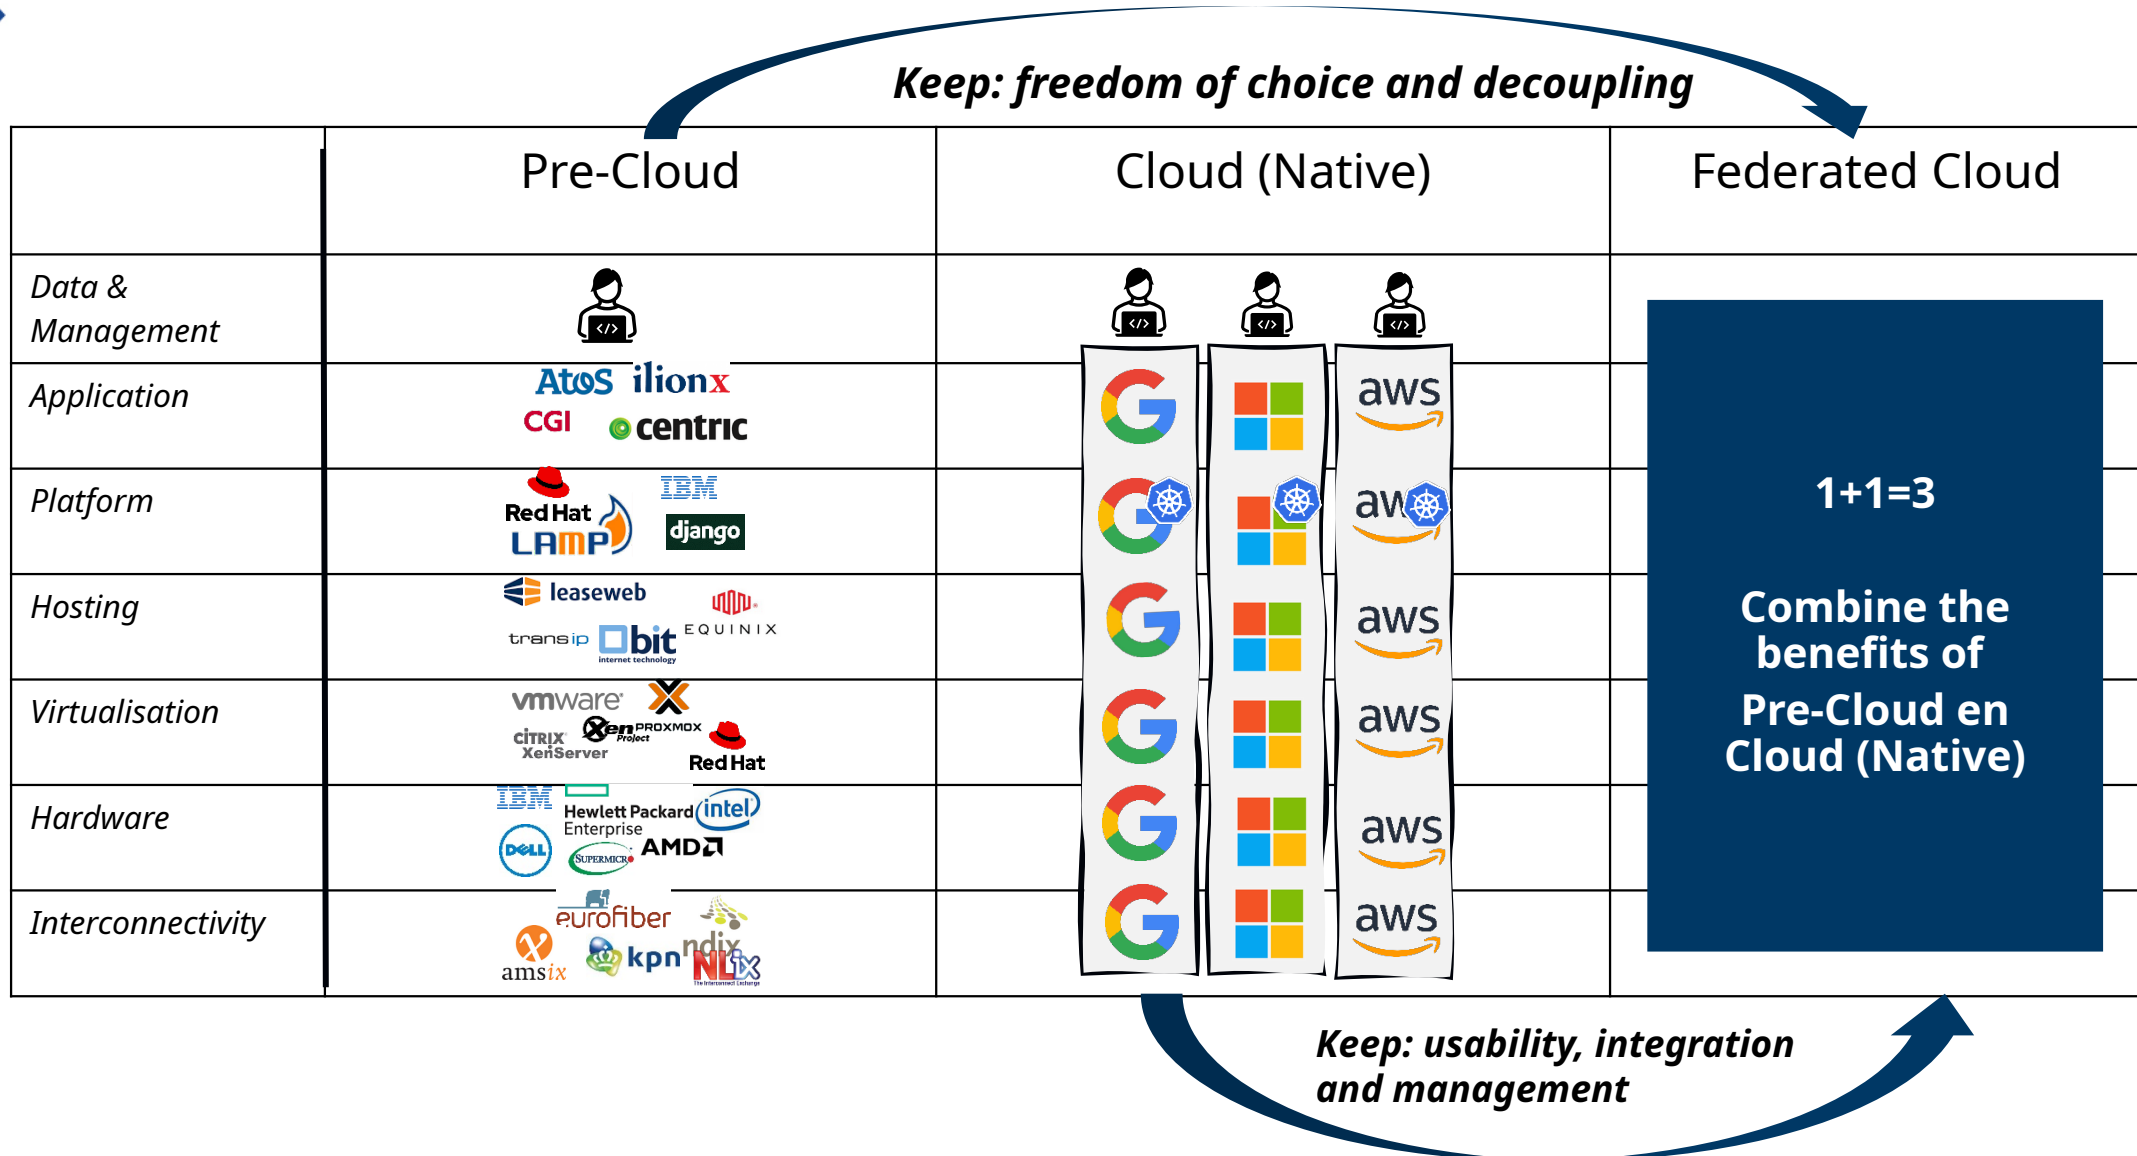 Keep: freedom of choice and decoupling
Pre-Cloud
Cloud (Native)
Federated Cloud
Data &
Management
</>
</>
</>
</>
Application
Atos
ilionx
CGI
centric
aws
Platform
Red Hat
IBM
LAMP
django
aws
Hosting
leaseweb
EQUINIX
transip
bit
internet technology
aws
Virtualisation
vmware
Xen
Project
PROXMOX
CITRIX
XenServer
Red Hat
aws
Hardware
IBM
Hewlett Packard
Enterprise
intel
DELL
SUPERMICR
AMD
aws
Interconnectivity
eurofiber
ndix
amsix
kpn
NLix
The Interconnect Exchange
aws
1+1=3
Combine the
benefits of
Pre-Cloud en
Cloud (Native)
Keep: usability, integration
and management